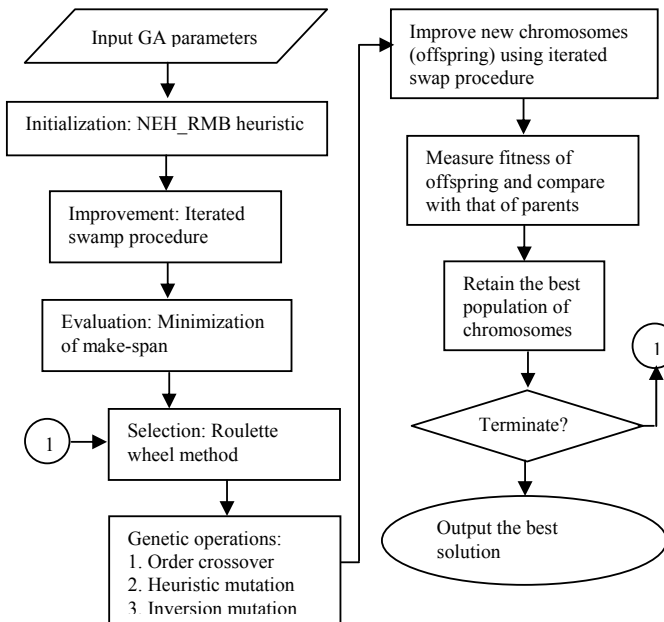 Input GA parameters
Initialization: NEH_RMB heuristic
Improvement: Iterated
swamp procedure
Evaluation: Minimization
of make-span
1
Selection: Roulette
wheel method
Genetic operations:
1. Order crossover
2. Heuristic mutation
3. Inversion mutation
Improve new chromosomes
(offspring) using iterated
swap procedure
Measure fitness of
offspring and compare
with that of parents
Retain the best
population of
chromosomes
1
Terminate?
Output the best
solution